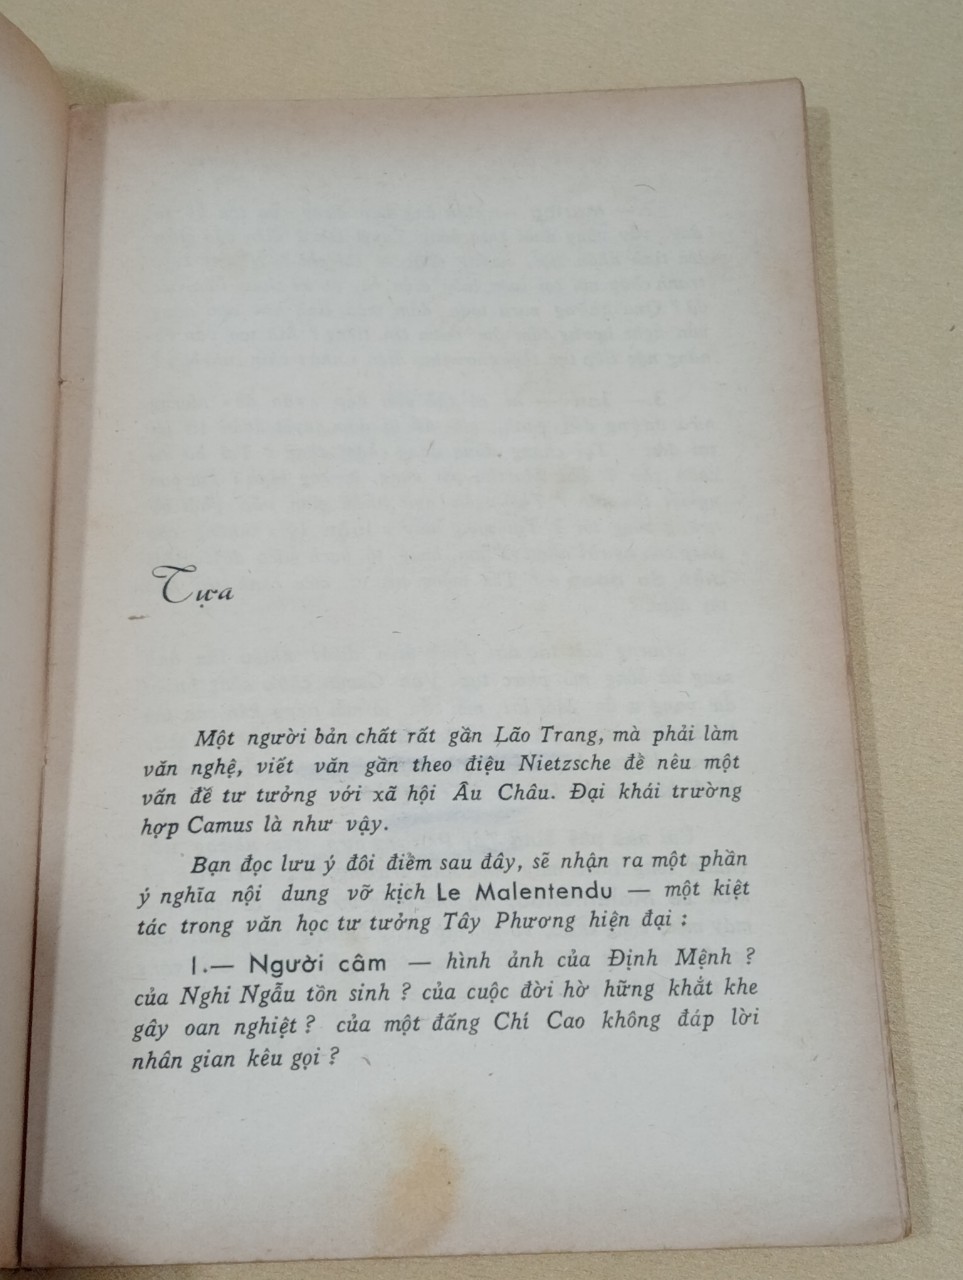 Tựa
Một người bản chất rất gần Lão Trang, mà phải làm
văn nghệ, viết văn gần theo điệu Nietzsche để nêu một
vấn đề tư tưởng với xã hội Âu Châu. Đại khái trường
hợp Camus là như vậy.
Bạn đọc lưu ý đôi điểm sau đây, sẽ nhận ra một phần
ý nghĩa nội dung vỡ kịch Le Malentendu — một kiệt
tác trong văn học tư tưởng Tây Phương hiện đại :
1.— Người câm — hình ảnh của Định Mệnh ?
của Nghi Ngẫu tồn sinh ? của cuộc đời hờ hững khắt khe
gây oan nghiệt ? của một đấng Chí Cao không đáp lời
nhân gian kêu gọi ?